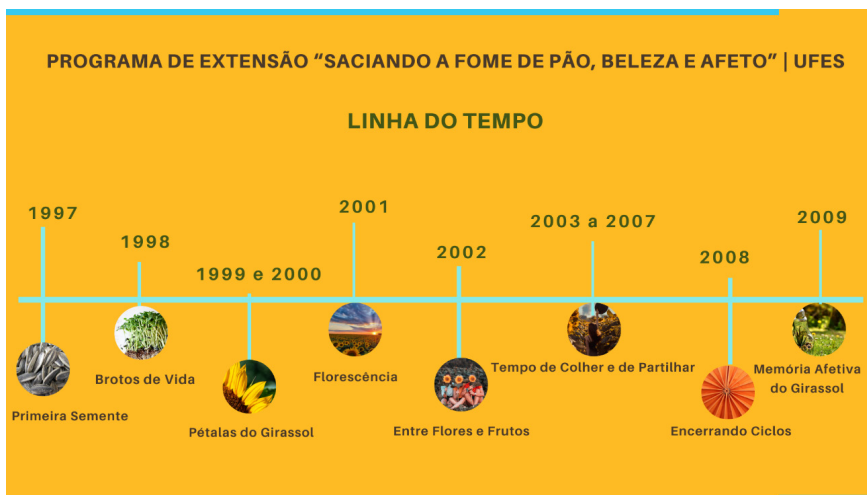 PROGRAMA DE EXTENSÃO “SACIANDO A FOME DE PÃO, BELEZA E AFETO” | UFES
LINHA DO TEMPO
1997
Primeira Semente
1998
Brotos de Vida
1999 e 2000
Pétalas do Girassol
2001
Florescência
2002
Entre Flores e Frutos
2003 a 2007
Tempo de Colher e de Partilhar
2008
Encerrando Ciclos
2009
Memória Afetiva
do Girassol